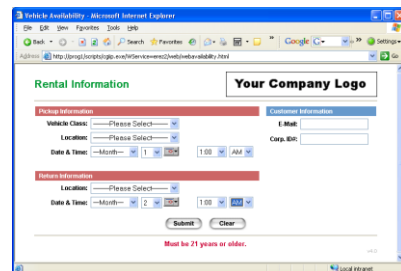 Vehicle Availability - Microsoft Internet Explorer
File Edit View Favorites Tools Help
Back Search Favorites Google G Settings
Address http://prog1/scripts/cgiip.exe/WService=wres2/web/webavailability.html Go
Rental Information
Your Company Logo
Pickup Information
Vehicle Class: ------Please Select------
Location: ------Please Select------
Date & Time: ---Month--- 1 1:00 AM
Customer Information
E-Mail:
Corp. ID#:
Return Information
Location: ------Please Select------
Date & Time: ---Month--- 2 1:00 AM
Submit Clear
Must be 21 years or older.
Local intranet